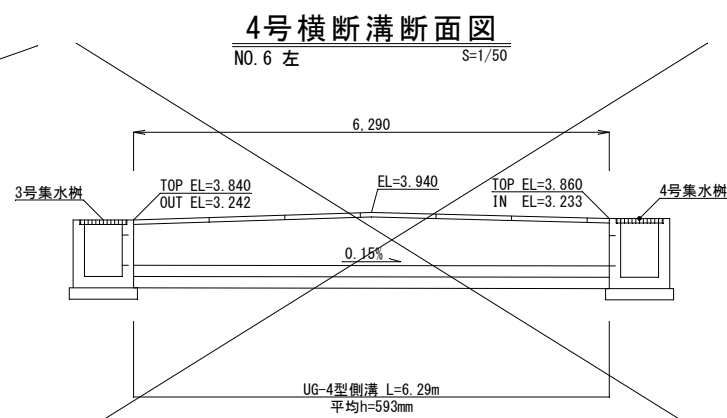 4号横断溝断面図
NO.6 左 S=1/50
6,290
3号集水桝
TOP EL=3.840
OUT EL=3.242
EL=3.940
TOP EL=3.860
IN EL=3.233
4号集水桝
0.15%
UG-4型側溝 L=6.29m
平均h=593mm